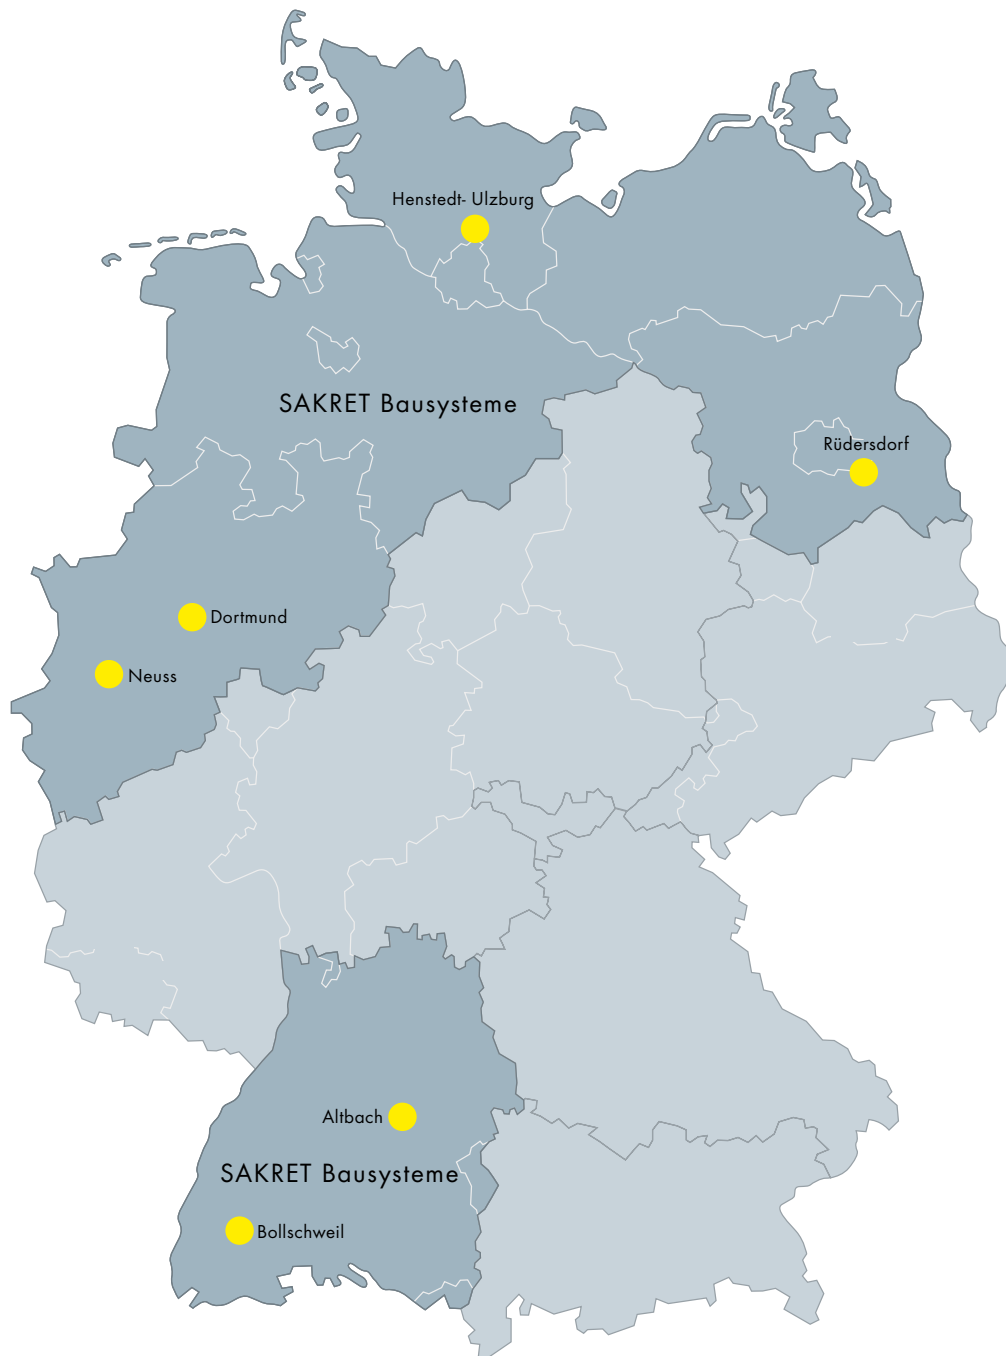 Henstedt- Ulzburg
SAKRET Bausysteme
Rüdersdorf
Dortmund
Neuss
Altbach
SAKRET Bausysteme
Bollschweil